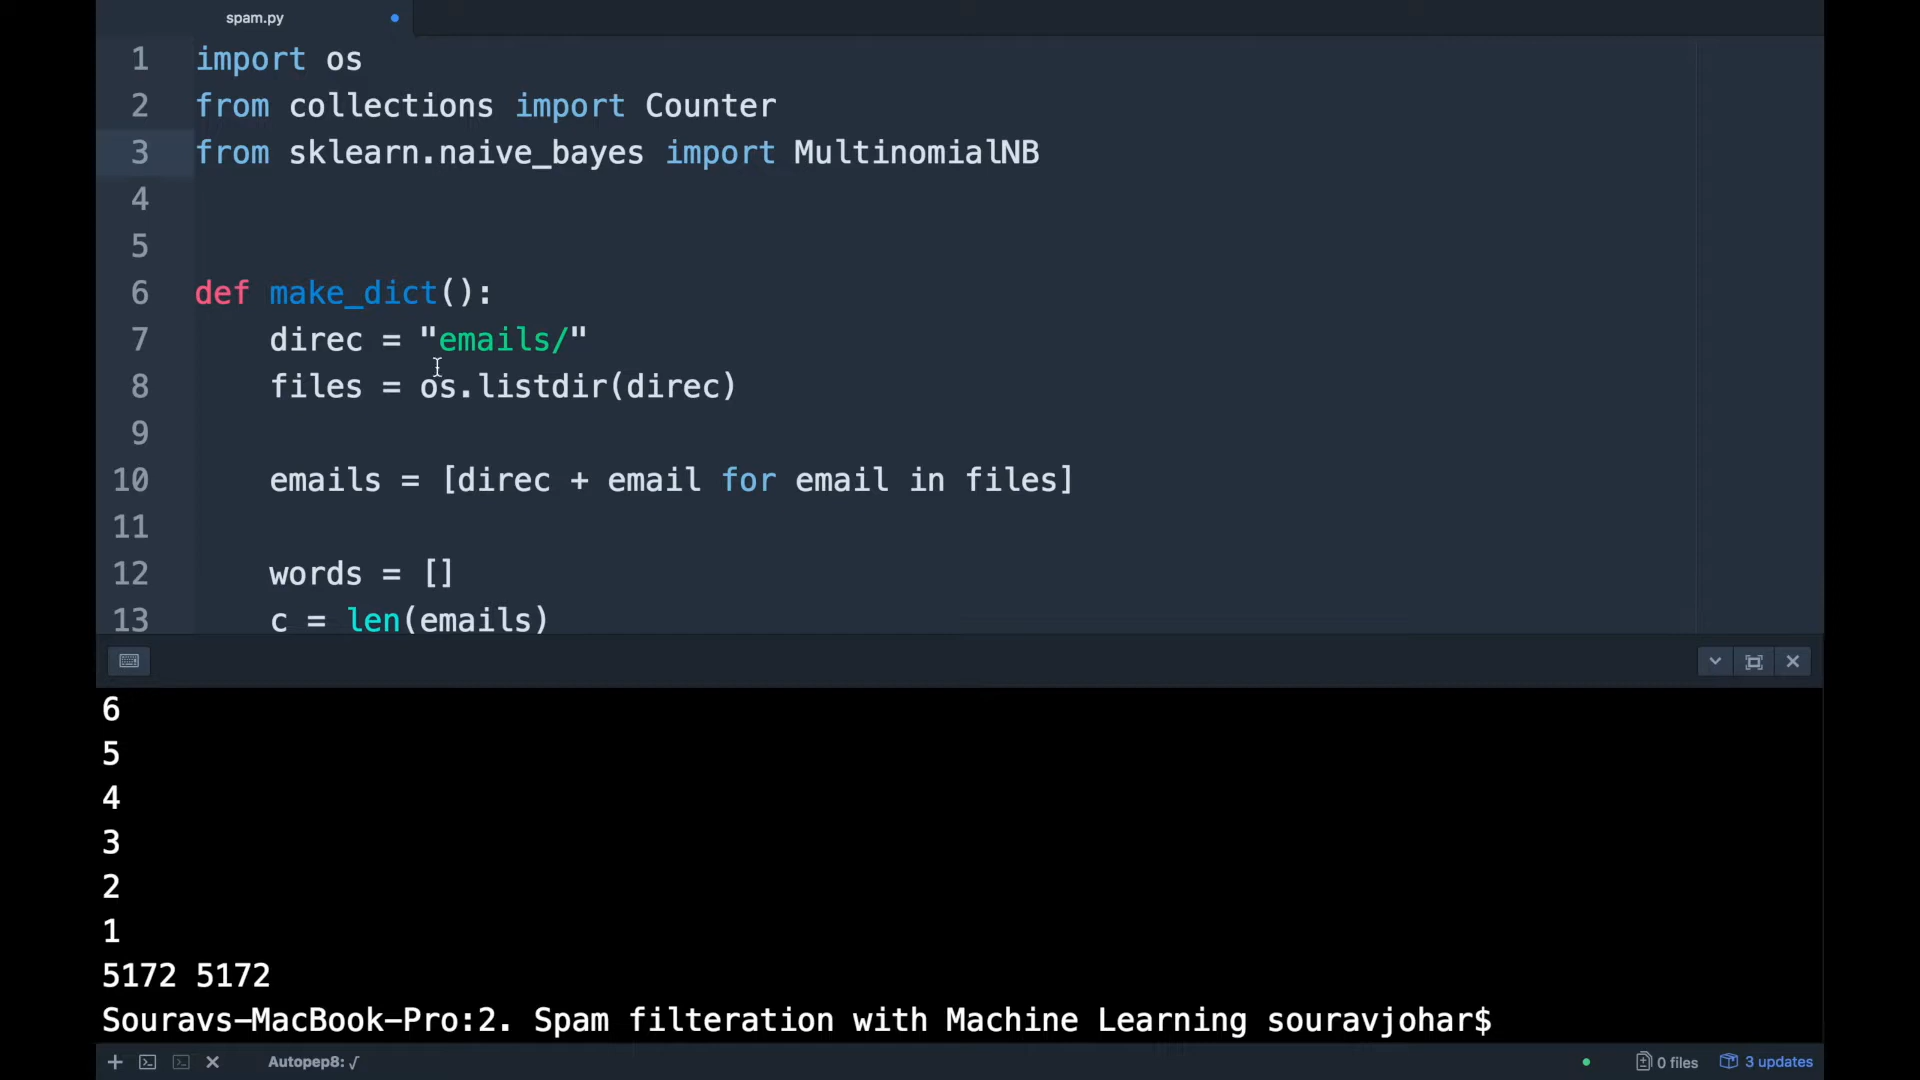 spam.py
1 import os
2 from collections import Counter
3 from sklearn.naive_bayes import MultinomialNB
4
5
6 def make_dict():
7     direc = "emails/"
8     files = os.listdir(direc)
9
10     emails = [direc + email for email in files]
11
12     words = []
13     c = len(emails)
6
5
4
3
2
1
5172 5172
Souravs-MacBook-Pro:2. Spam filteration with Machine Learning souravjohar$
Autopep8: √ 0 files 3 updates